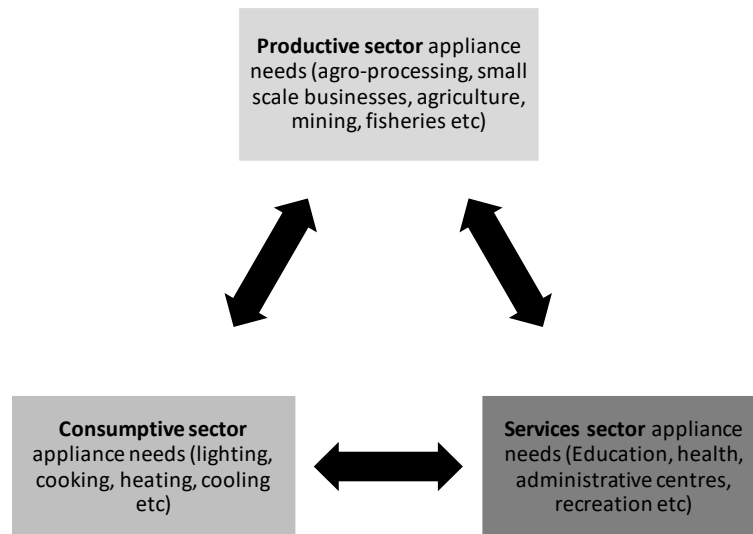 Productive sector appliance
needs (agro-processing, small
scale businesses, agriculture,
mining, fisheries etc)
Consumptive sector
appliance needs (lighting,
cooking, heating, cooling
etc)
Services sector appliance
needs (Education, health,
administrative centres,
recreation etc)